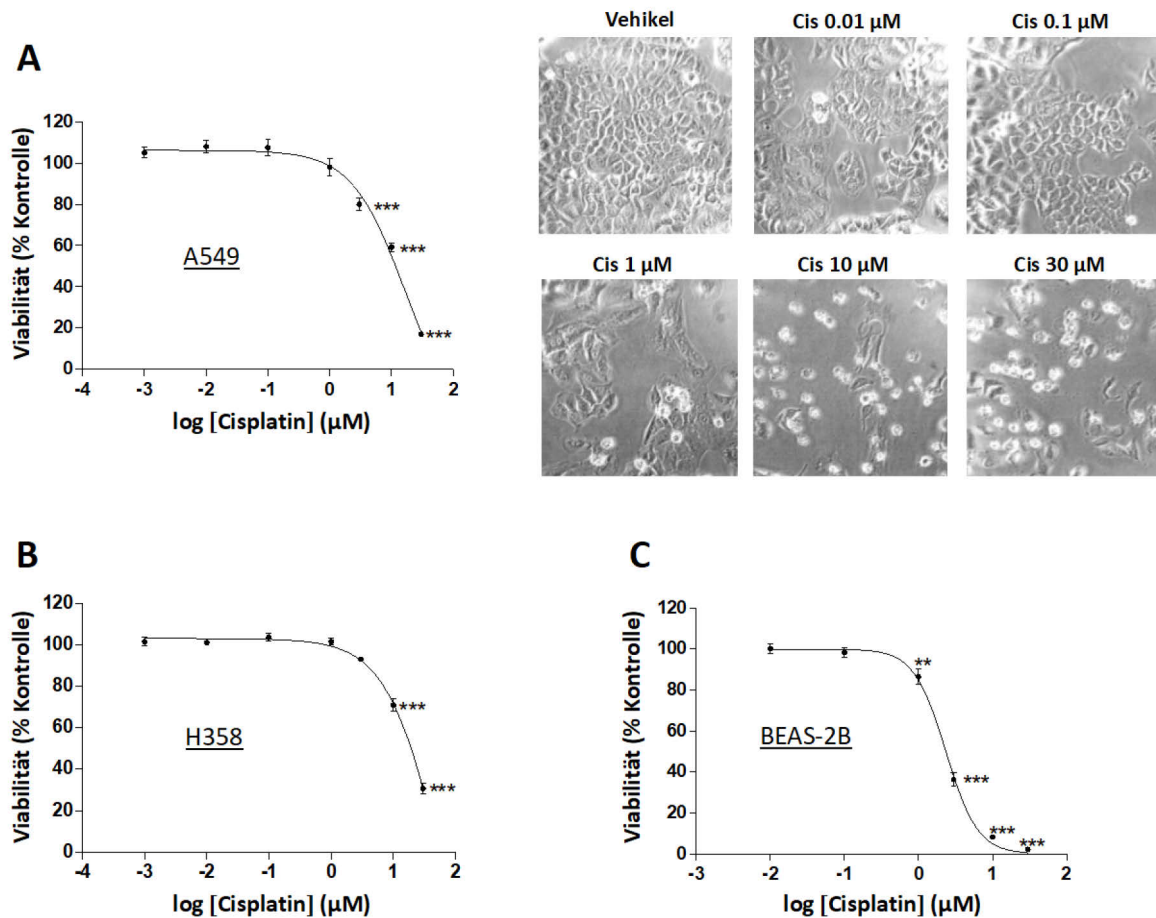 A
Viabilität (% Kontrolle)
120
100
80
60
40
20
0
***
***
***
A549
-4 -3 -2 -1 0 1 2
log [Cisplatin] (µM)
Vehikel
Cis 0.01 µM
Cis 0.1 µM
Cis 1 µM
Cis 10 µM
Cis 30 µM
B
Viabilität (% Kontrolle)
120
100
80
60
40
20
0
***
***
H358
-4 -3 -2 -1 0 1 2
log [Cisplatin] (µM)
C
Viabilität (% Kontrolle)
120
100
80
60
40
20
0
**
***
***
***
BEAS-2B
-3 -2 -1 0 1 2
log [Cisplatin] (µM)